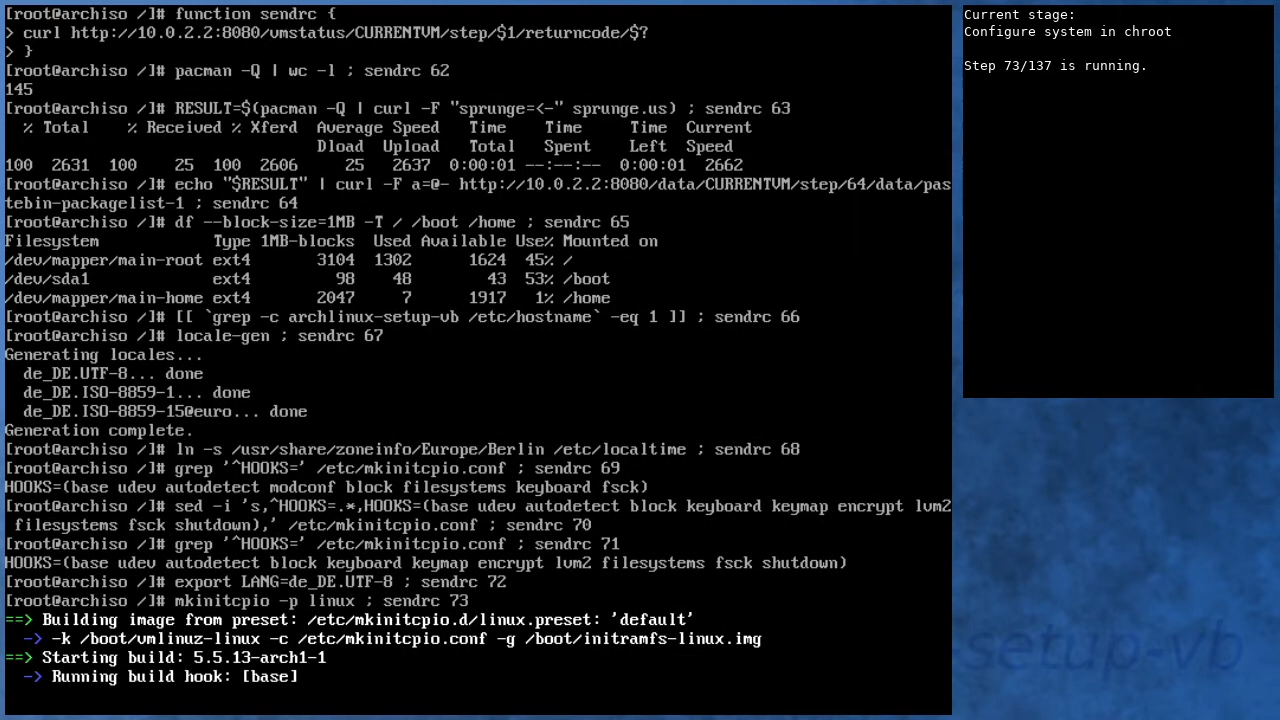 [root@archiso /]# function sendrc {
> curl http://10.0.2.2:8080/vmstatus/CURRENTVM/step/$1/returncode/$?
> }
[root@archiso /]# pacman -Q | wc -l ; sendrc 62
145
[root@archiso /]# RESULT=$(pacman -Q | curl -F "sprunge=<-" sprunge.us) ; sendrc 63
  % Total    % Received % Xferd  Average Speed   Time    Time     Time  Current
                                 Dload  Upload   Total   Spent    Left  Speed
100  2631  100    25  100  2606     25   2637  0:00:01 --:--:--  0:00:01  2662
[root@archiso /]# echo "$RESULT" | curl -F a=@- http://10.0.2.2:8080/data/CURRENTVM/step/64/data/pas
tebin-packagelist-1 ; sendrc 64
[root@archiso /]# df --block-size=1MB -T / /boot /home ; sendrc 65
Filesystem            Type 1MB-blocks  Used Available Use% Mounted on
/dev/mapper/main-root ext4       3104  1302      1624  45% /
/dev/sda1             ext4         98    48        43  53% /boot
/dev/mapper/main-home ext4       2047     7      1917   1% /home
[root@archiso /]# [[ `grep -c archlinux-setup-vb /etc/hostname` -eq 1 ]] ; sendrc 66
[root@archiso /]# locale-gen ; sendrc 67
Generating locales...
  de_DE.UTF-8... done
  de_DE.ISO-8859-1... done
  de_DE.ISO-8859-15@euro... done
Generation complete.
[root@archiso /]# ln -s /usr/share/zoneinfo/Europe/Berlin /etc/localtime ; sendrc 68
[root@archiso /]# grep '^HOOKS=' /etc/mkinitcpio.conf ; sendrc 69
HOOKS=(base udev autodetect modconf block filesystems keyboard fsck)
[root@archiso /]# sed -i 's,^HOOKS=.*,HOOKS=(base udev autodetect block keyboard keymap encrypt lvm2
 filesystems fsck shutdown),' /etc/mkinitcpio.conf ; sendrc 70
[root@archiso /]# grep '^HOOKS=' /etc/mkinitcpio.conf ; sendrc 71
HOOKS=(base udev autodetect block keyboard keymap encrypt lvm2 filesystems fsck shutdown)
[root@archiso /]# export LANG=de_DE.UTF-8 ; sendrc 72
[root@archiso /]# mkinitcpio -p linux ; sendrc 73
==> Building image from preset: /etc/mkinitcpio.d/linux.preset: 'default'
  -> -k /boot/vmlinuz-linux -c /etc/mkinitcpio.conf -g /boot/initramfs-linux.img
==> Starting build: 5.5.13-arch1-1
  -> Running build hook: [base]
Current stage:
Configure system in chroot
Step 73/137 is running.
setup-vb